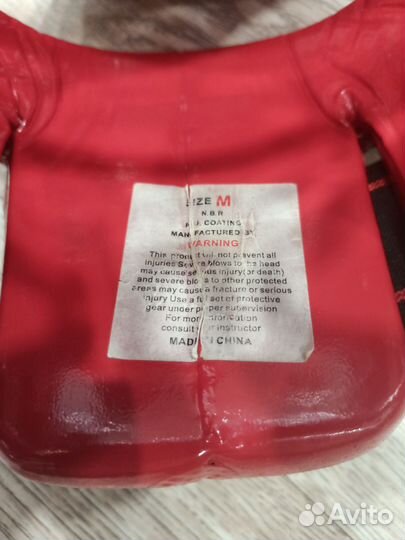 SIZE M
N.B.R
P.U. COATING
MANUFACTURED BY
WARNING
This product will not prevent all
injuries Severe blows to the head
may cause serious injury(or death)
and severe blows to other protected
areas may cause a fracture or serious
injury Use a full set of protective
gear under proper supervision
For more information
consult your instructor
MADE IN CHINA
Avito